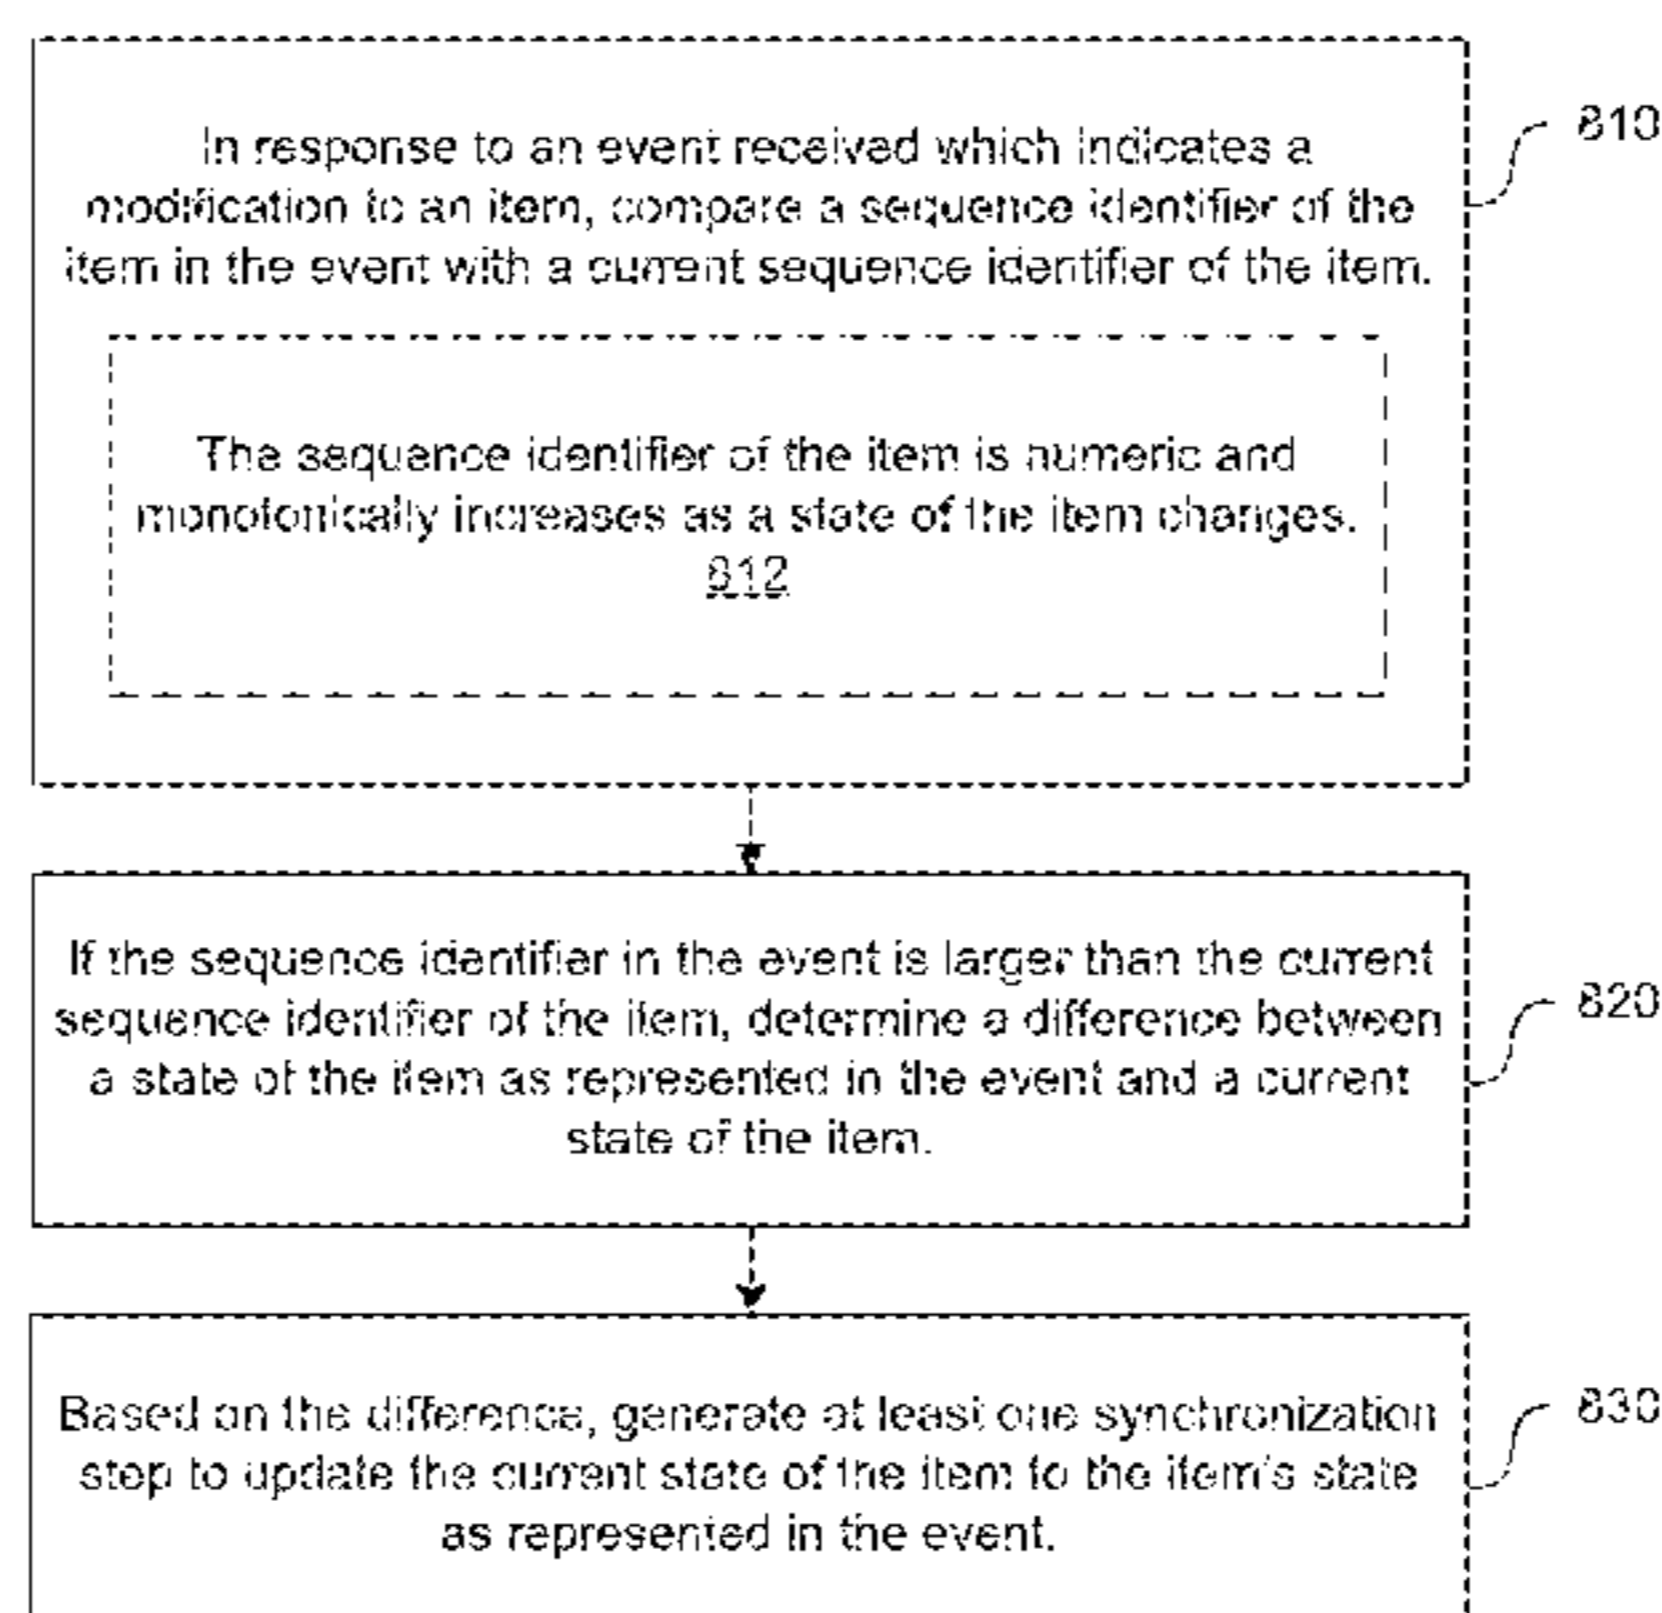 In response to an event received which indicates a
modification to an item, compare a sequence identifier of the
item in the event with a current sequence identifier of the item.
810
The sequence identifier of the item is numeric and
monotonically increases as a state of the item changes.
812
If the sequence identifier in the event is larger than the current
sequence identifier of the item, determine a difference between
a state of the item as represented in the event and a current
state of the item.
820
Based on the difference, generate at least one synchronization
step to update the current state of the item to the item's state
as represented in the event.
830